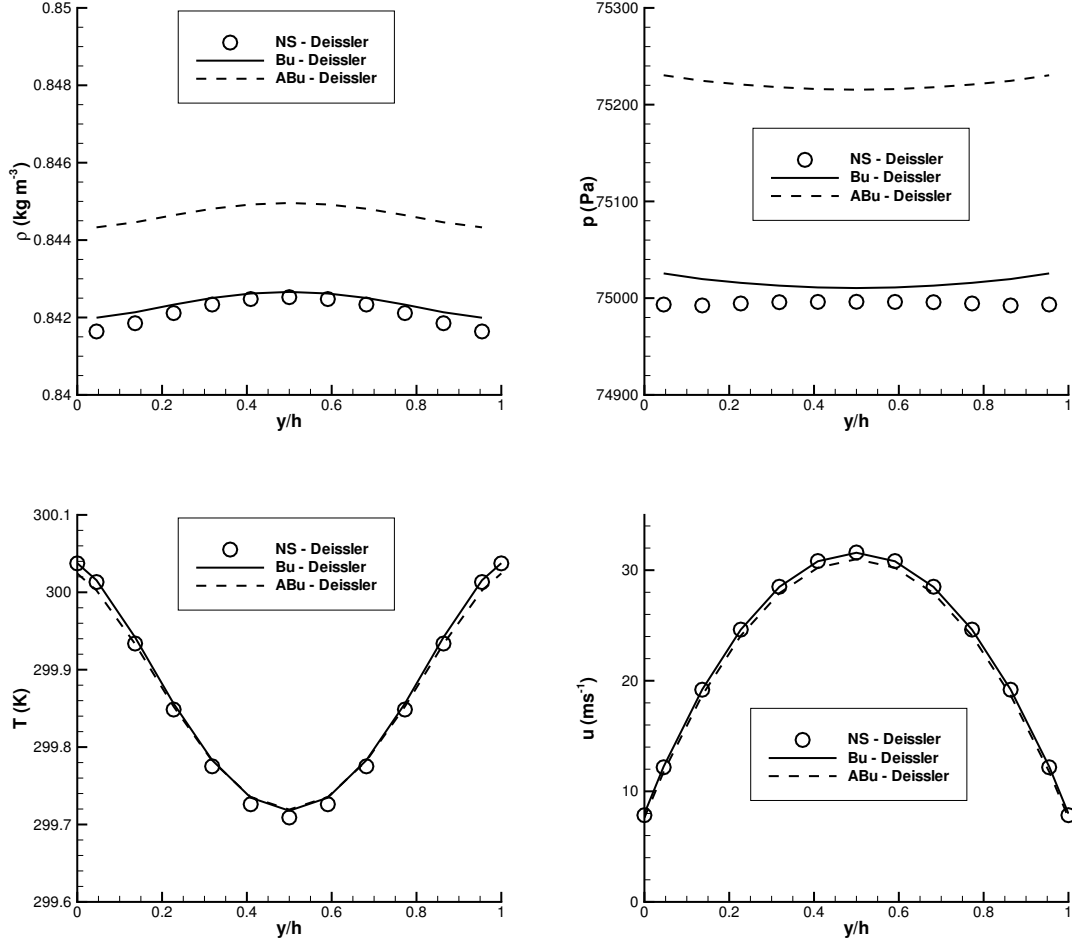 0.85
0.848
0.846
0.844
0.842
0.84
ρ (kg m-3)
NS - Deissler
Bu - Deissler
ABu - Deissler
0 0.2 0.4 0.6 0.8 1
y/h
75300
75200
75100
75000
74900
p (Pa)
NS - Deissler
Bu - Deissler
ABu - Deissler
0 0.2 0.4 0.6 0.8 1
y/h
300.1
300
299.9
299.8
299.7
299.6
T (K)
NS - Deissler
Bu - Deissler
ABu - Deissler
0 0.2 0.4 0.6 0.8 1
y/h
30
20
10
0
u (ms-1)
NS - Deissler
Bu - Deissler
ABu - Deissler
0 0.2 0.4 0.6 0.8 1
y/h